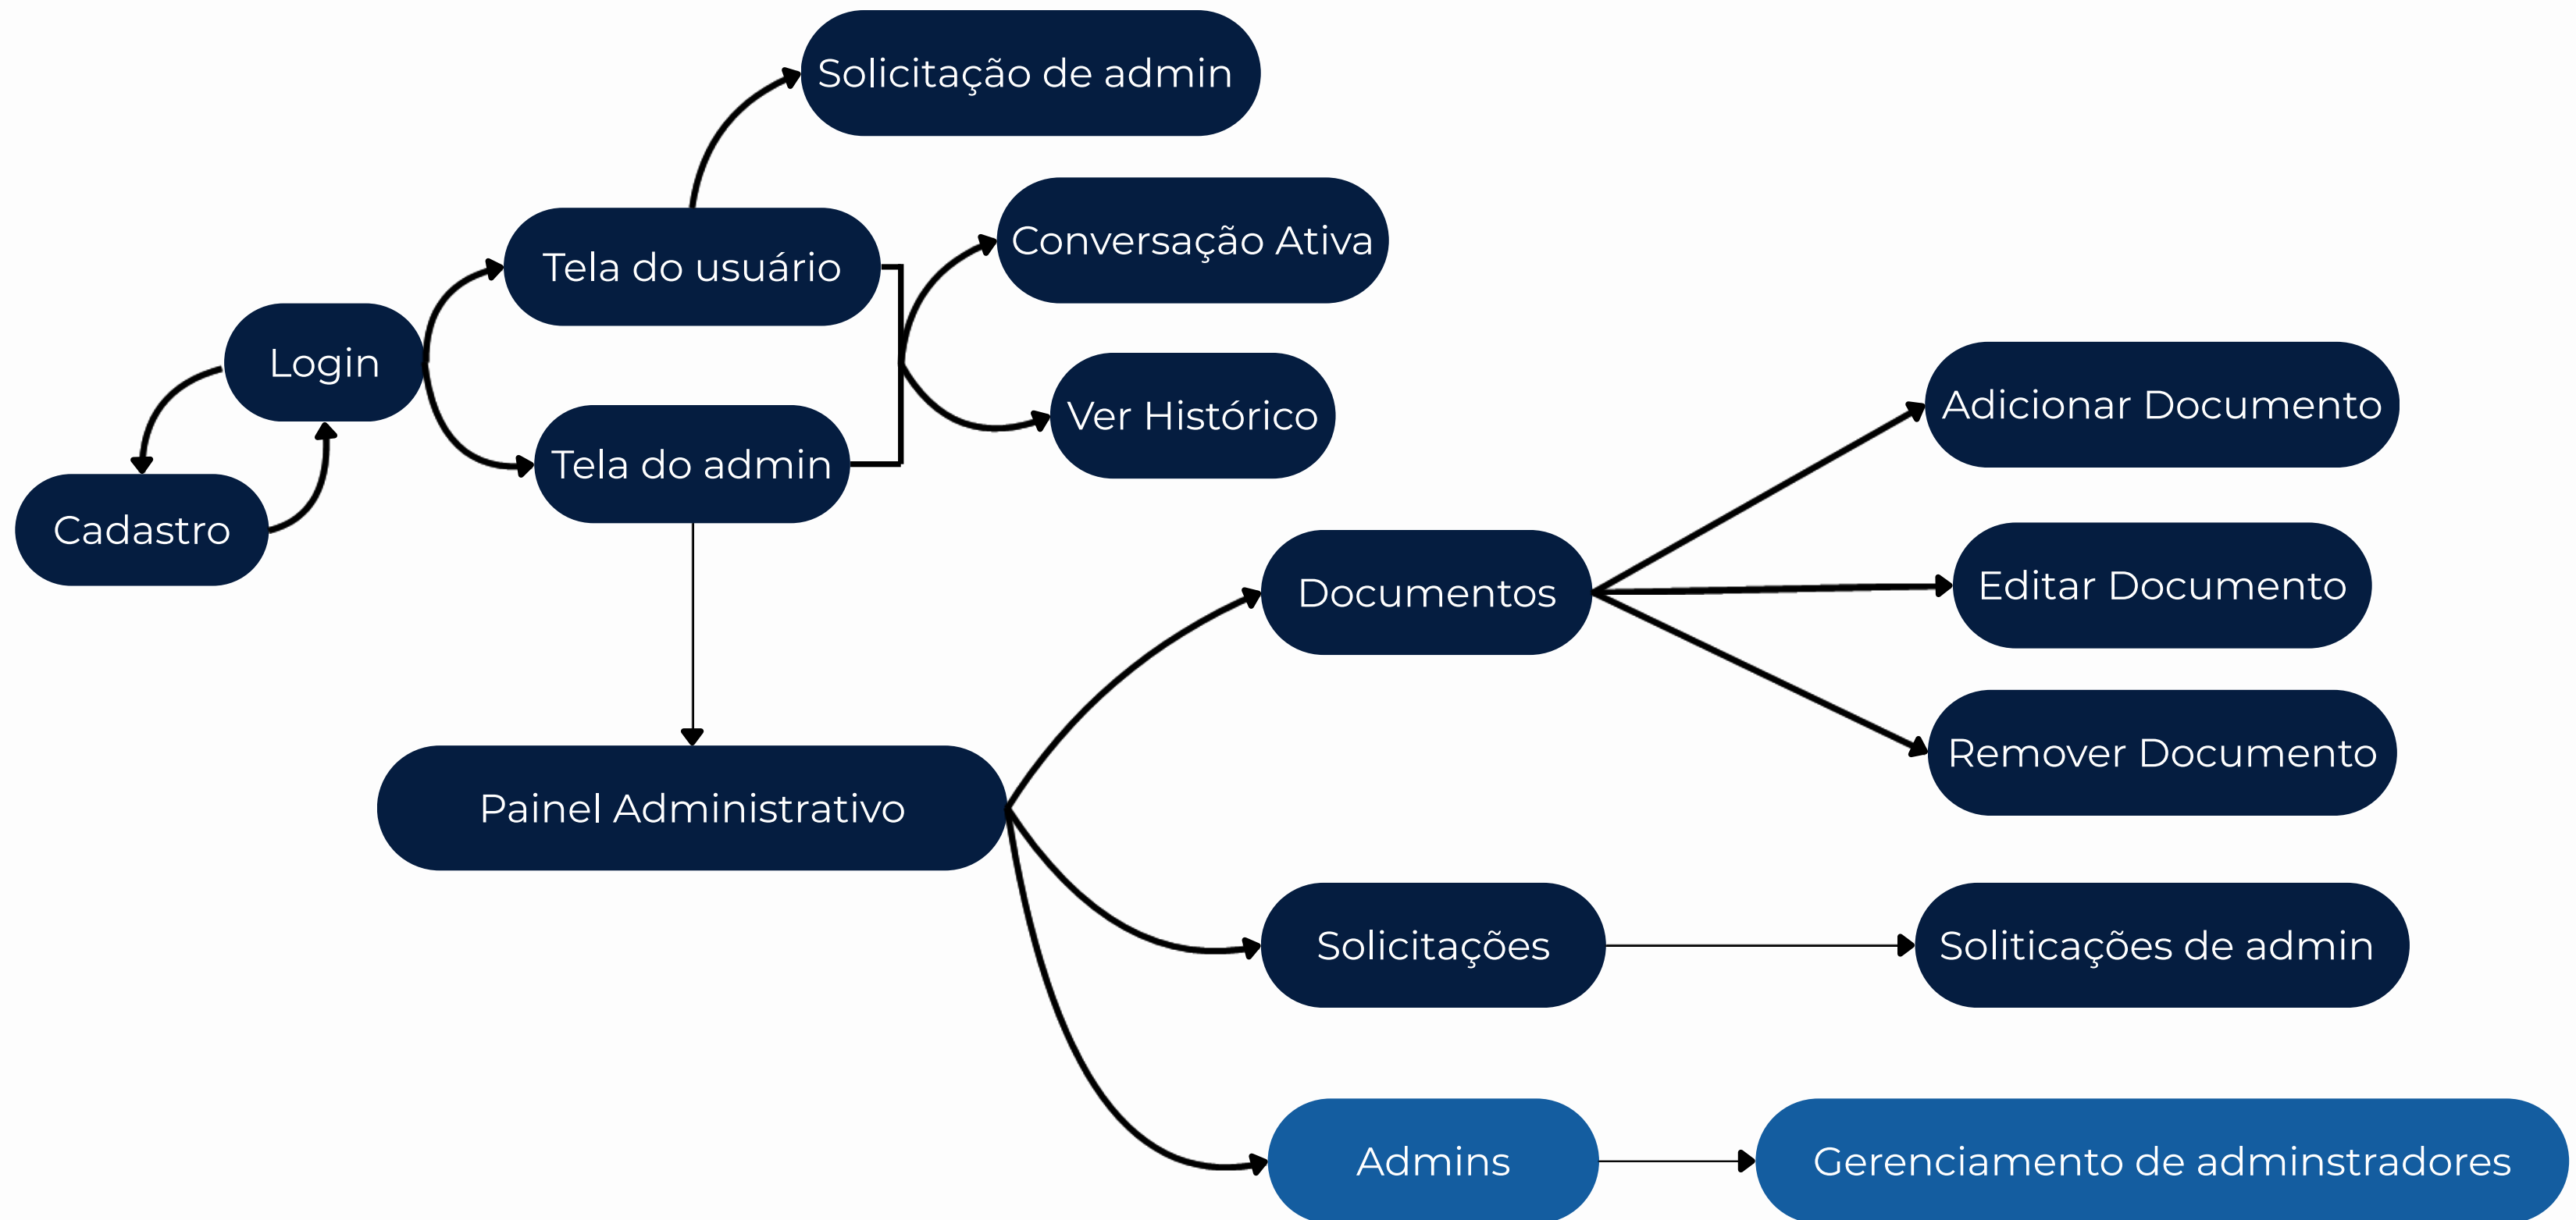 Solicitação de admin
Conversação Ativa
Tela do usuário
Login
Ver Histórico
Tela do admin
Cadastro
Adicionar Documento
Documentos
Editar Documento
Remover Documento
Painel Administrativo
Solicitações
Soliticações de admin
Admins
Gerenciamento de adminstradores